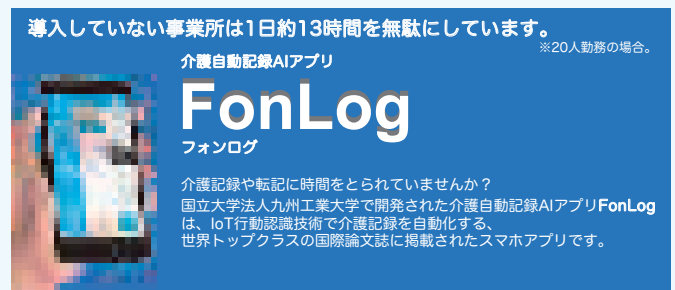 導入していない事業所は1日約13時間を無駄にしています。
※20人勤務の場合。
介護自動記録AIアプリ
FonLog
フォンログ
介護記録や転記に時間をとられていませんか？
国立大学法人九州工業大学で開発された介護自動記録AIアプリFonLog
は、IoT行動認識技術で介護記録を自動化する、
世界トップクラスの国際論文誌に掲載されたスマホアプリです。